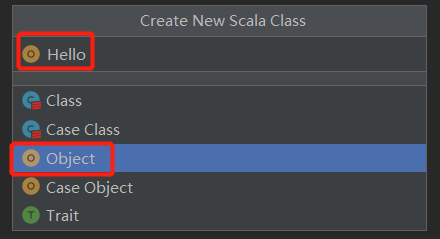 Create New Scala Class
Hello
Class
Case Class
Object
Case Object
Trait